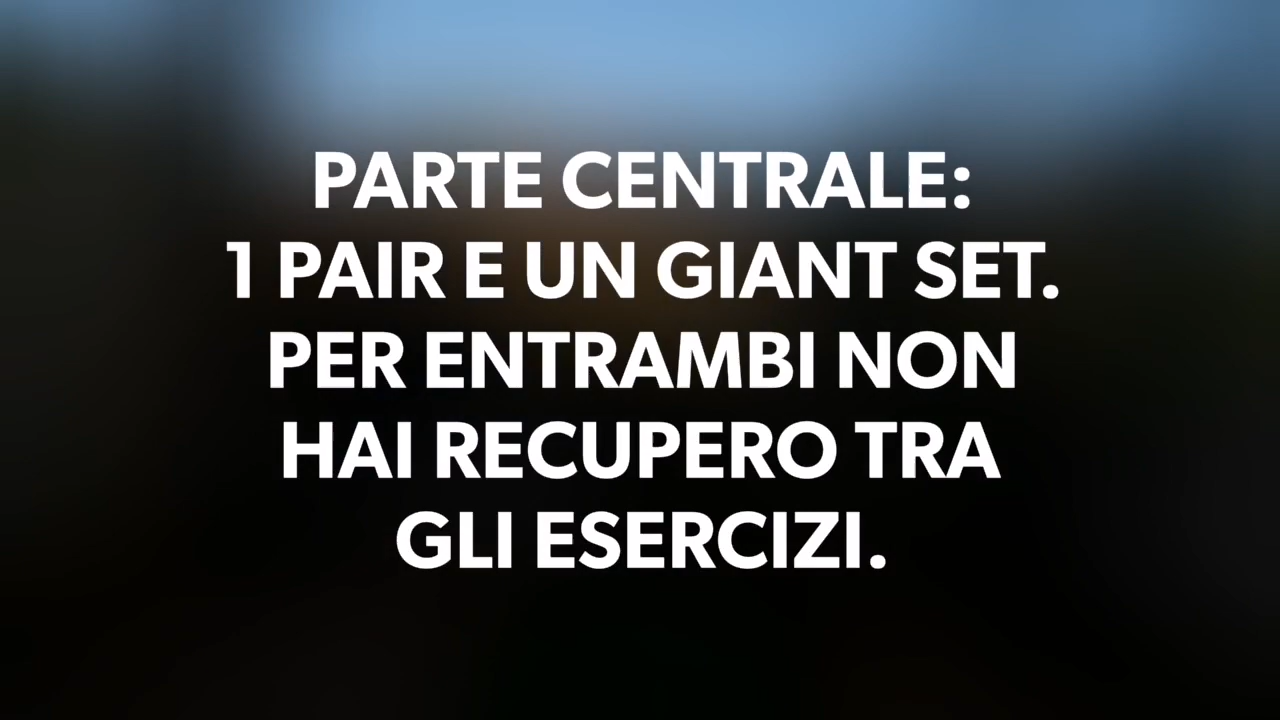 PARTE CENTRALE:
1 PAIR E UN GIANT SET.
PER ENTRAMBI NON
HAI RECUPERO TRA
GLI ESERCIZI.